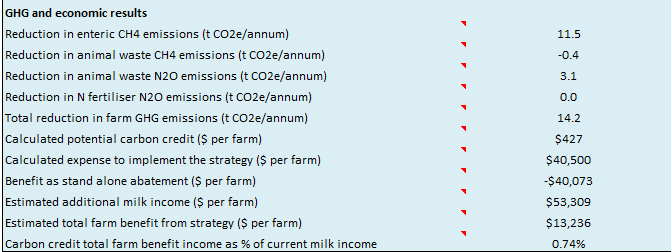 GHG and economic results
Reduction in enteric CH4 emissions (t CO2e/annum) 11.5
Reduction in animal waste CH4 emissions (t CO2e/annum) -0.4
Reduction in animal waste N2O emissions (t CO2e/annum) 3.1
Reduction in N fertiliser N2O emissions (t CO2e/annum) 0.0
Total reduction in farm GHG emissions (t CO2e/annum) 14.2
Calculated potential carbon credit ($ per farm) $427
Calculated expense to implement the strategy ($ per farm) $40,500
Benefit as stand alone abatement ($ per farm) -$40,073
Estimated additional milk income ($ per farm) $53,309
Estimated total farm benefit from strategy ($ per farm) $13,236
Carbon credit total farm benefit income as % of current milk income 0.74%